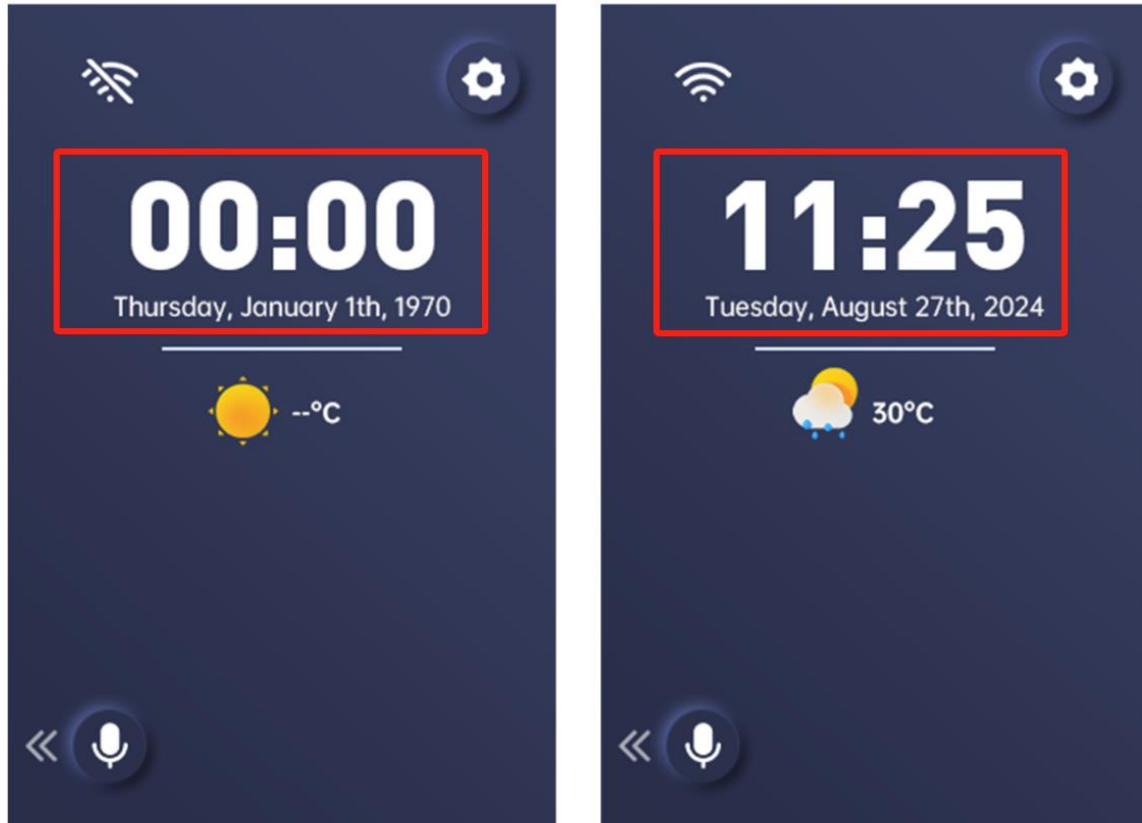 00:00
Thursday, January 1th, 1970
--°C
11:25
Tuesday, August 27th, 2024
30°C